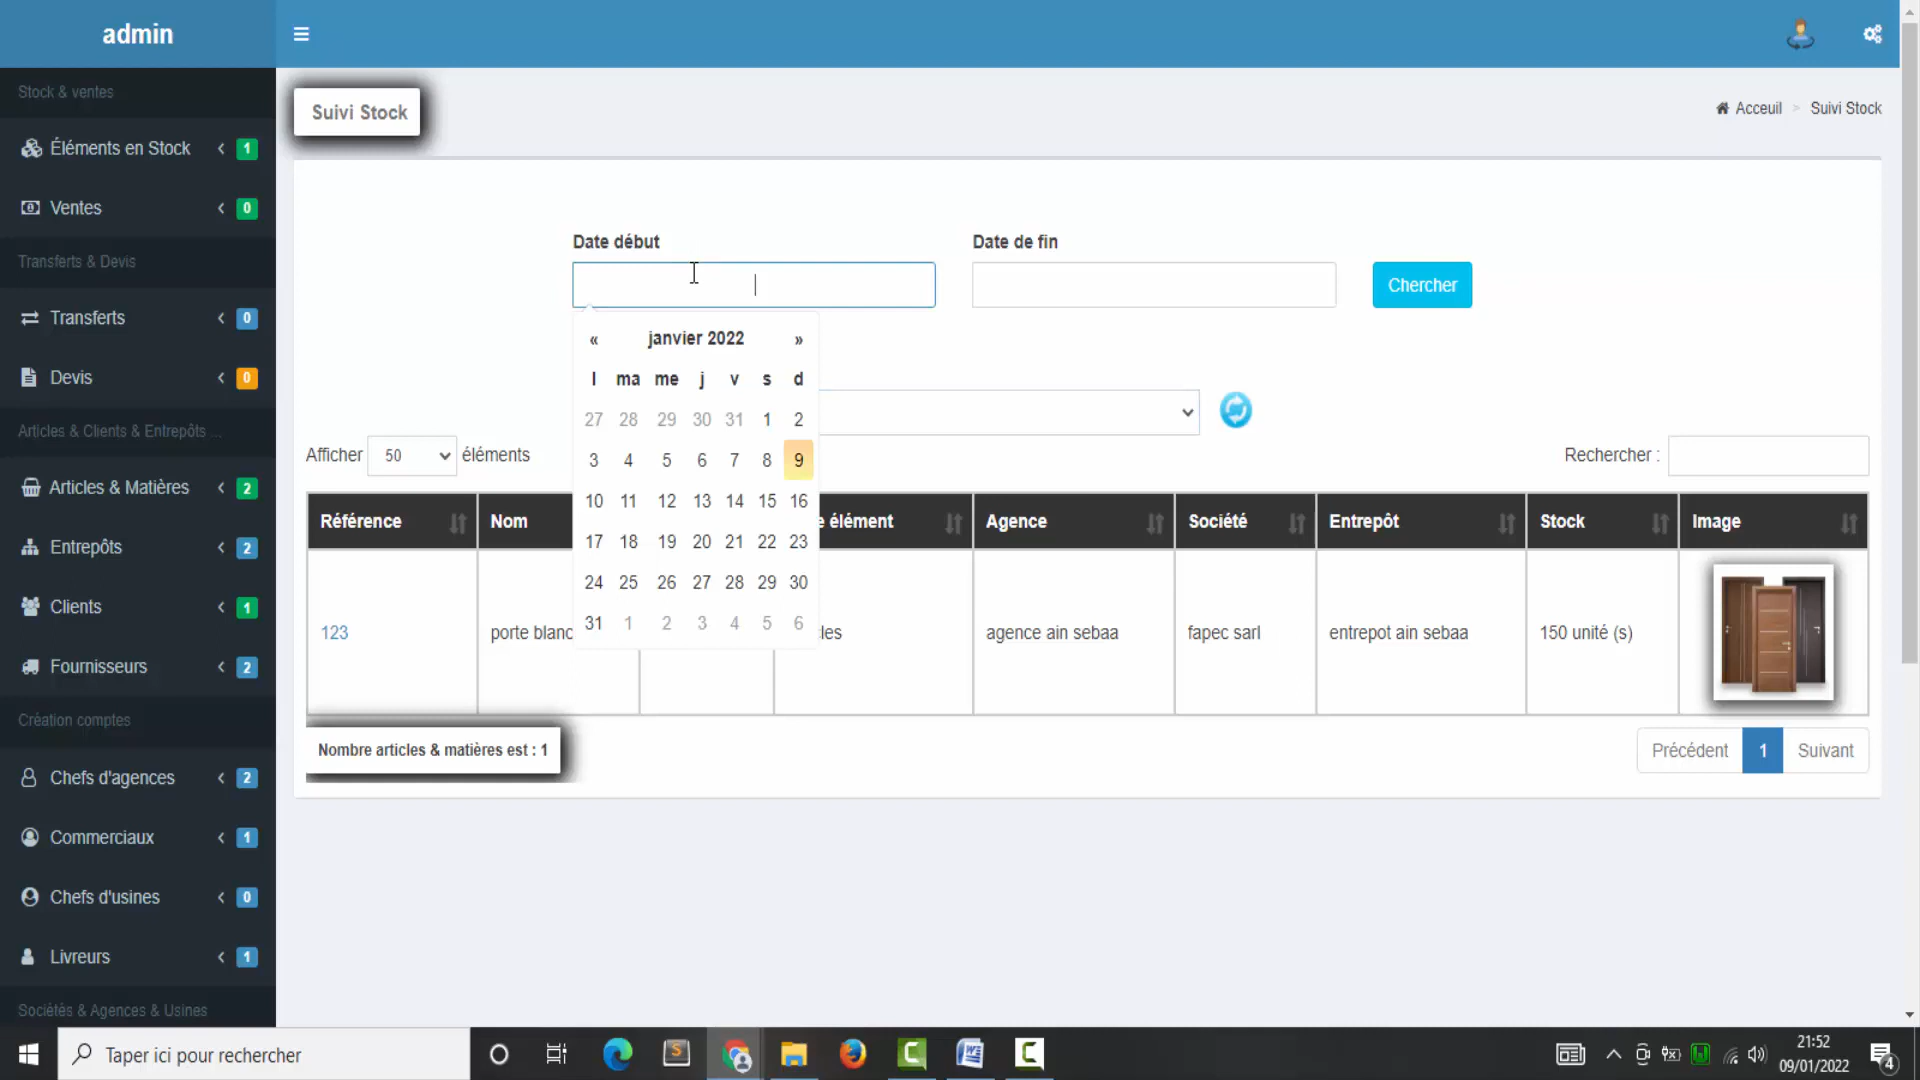 admin
Stock & ventes
Éléments en Stock 1
Ventes 0
Transferts & Devis
Transferts 0
Devis 0
Articles & Clients & Entrepôts ...
Articles & Matières 2
Entrepôts 2
Clients 1
Fournisseurs 2
Création comptes
Chefs d'agences 2
Commerciaux 1
Chefs d'usines 0
Livreurs 1
Sociétés & Agences & Usines
Suivi Stock
Acceuil > Suivi Stock
Date début
Date de fin
Chercher
« janvier 2022 »
l ma me j v s d
27 28 29 30 31 1 2
3 4 5 6 7 8 9
10 11 12 13 14 15 16
17 18 19 20 21 22 23
24 25 26 27 28 29 30
31 1 2 3 4 5 6
Afficher 50 éléments
Rechercher :
Référence Nom élément Agence Société Entrepôt Stock Image
123 porte blanc agence ain sebaa fapec sarl entrepot ain sebaa 150 unité (s)
Nombre articles & matières est : 1
Précédent 1 Suivant
Taper ici pour rechercher
21:52
09/01/2022
4